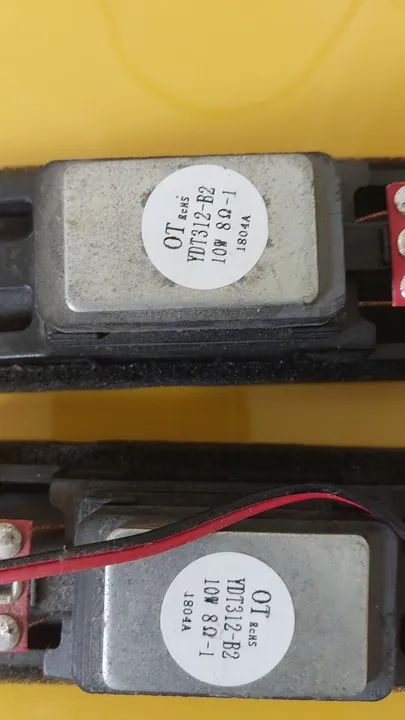 OT RoHS
YDT312-B2
10W 8Ω-1
1804A
OT RoHS
YDT312-B2
10W 8Ω-1
1804A